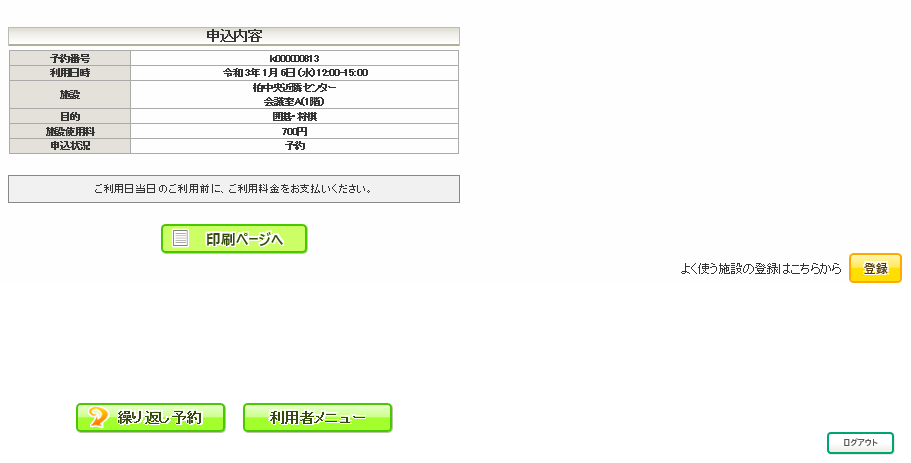 申込内容
予約番号 k000000813
利用日時 令和3年1月6日(水)12:00-15:00
施設 柏中央近隣センター
会議室A(1階)
目的 囲碁・将棋
施設使用料 700円
申込状況 予約
ご利用日当日のご利用前に、ご利用料金をお支払いください。
印刷ページへ
よく使う施設の登録はこちらから 登録
繰り返し予約 利用者メニュー
ログアウト